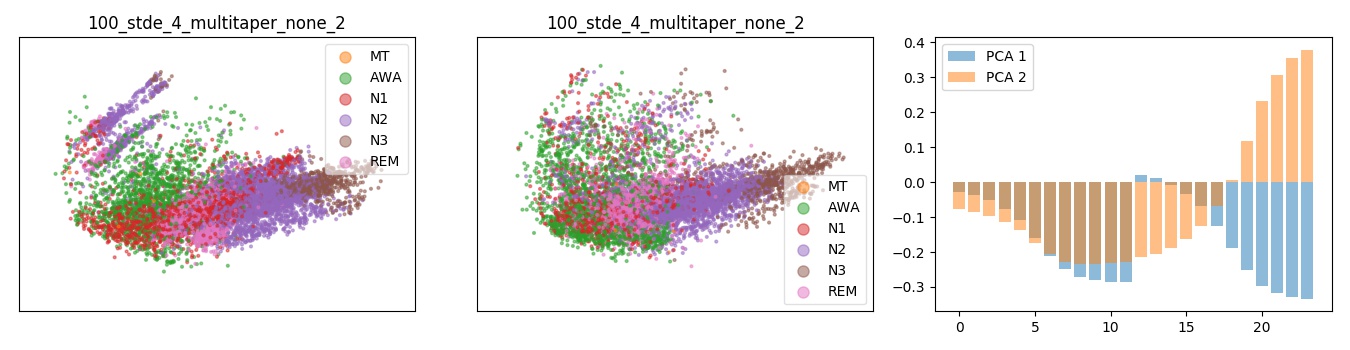 100_stde_4_multitaper_none_2
MT
AWA
N1
N2
N3
REM
100_stde_4_multitaper_none_2
MT
AWA
N1
N2
N3
REM
PCA 1
PCA 2
0.4
0.3
0.2
0.1
0.0
−0.1
−0.2
−0.3
0 5 10 15 20